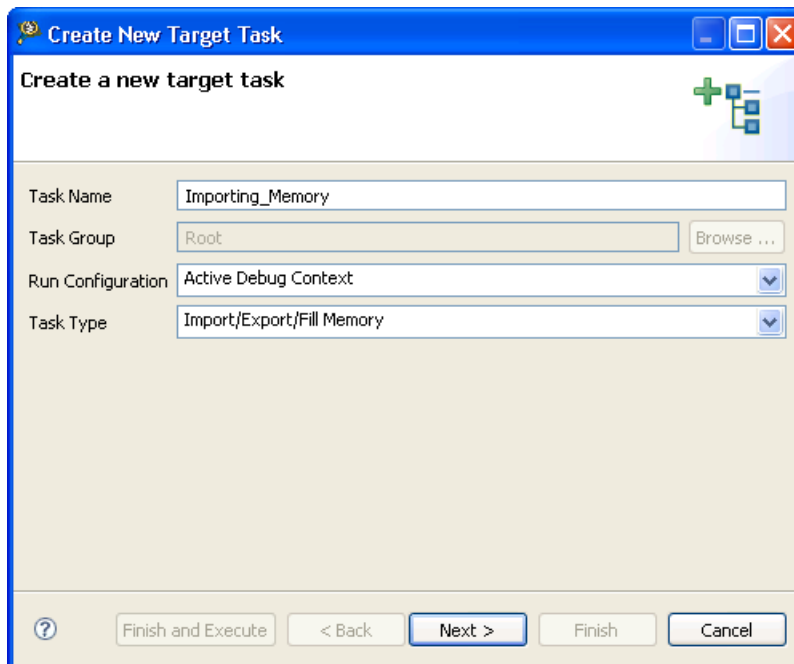 Create New Target Task
Create a new target task
Task Name Importing_Memory
Task Group Root Browse ...
Run Configuration Active Debug Context
Task Type Import/Export/Fill Memory
? Finish and Execute < Back Next > Finish Cancel